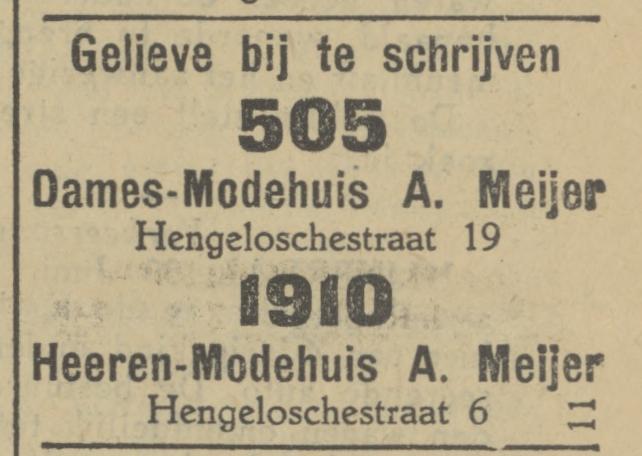 Gelieve bij te schrijven
505
Dames-Modehuis A. Meijer
Hengeloschestraat 19
1910
Heeren-Modehuis A. Meijer
Hengeloschestraat 6
11